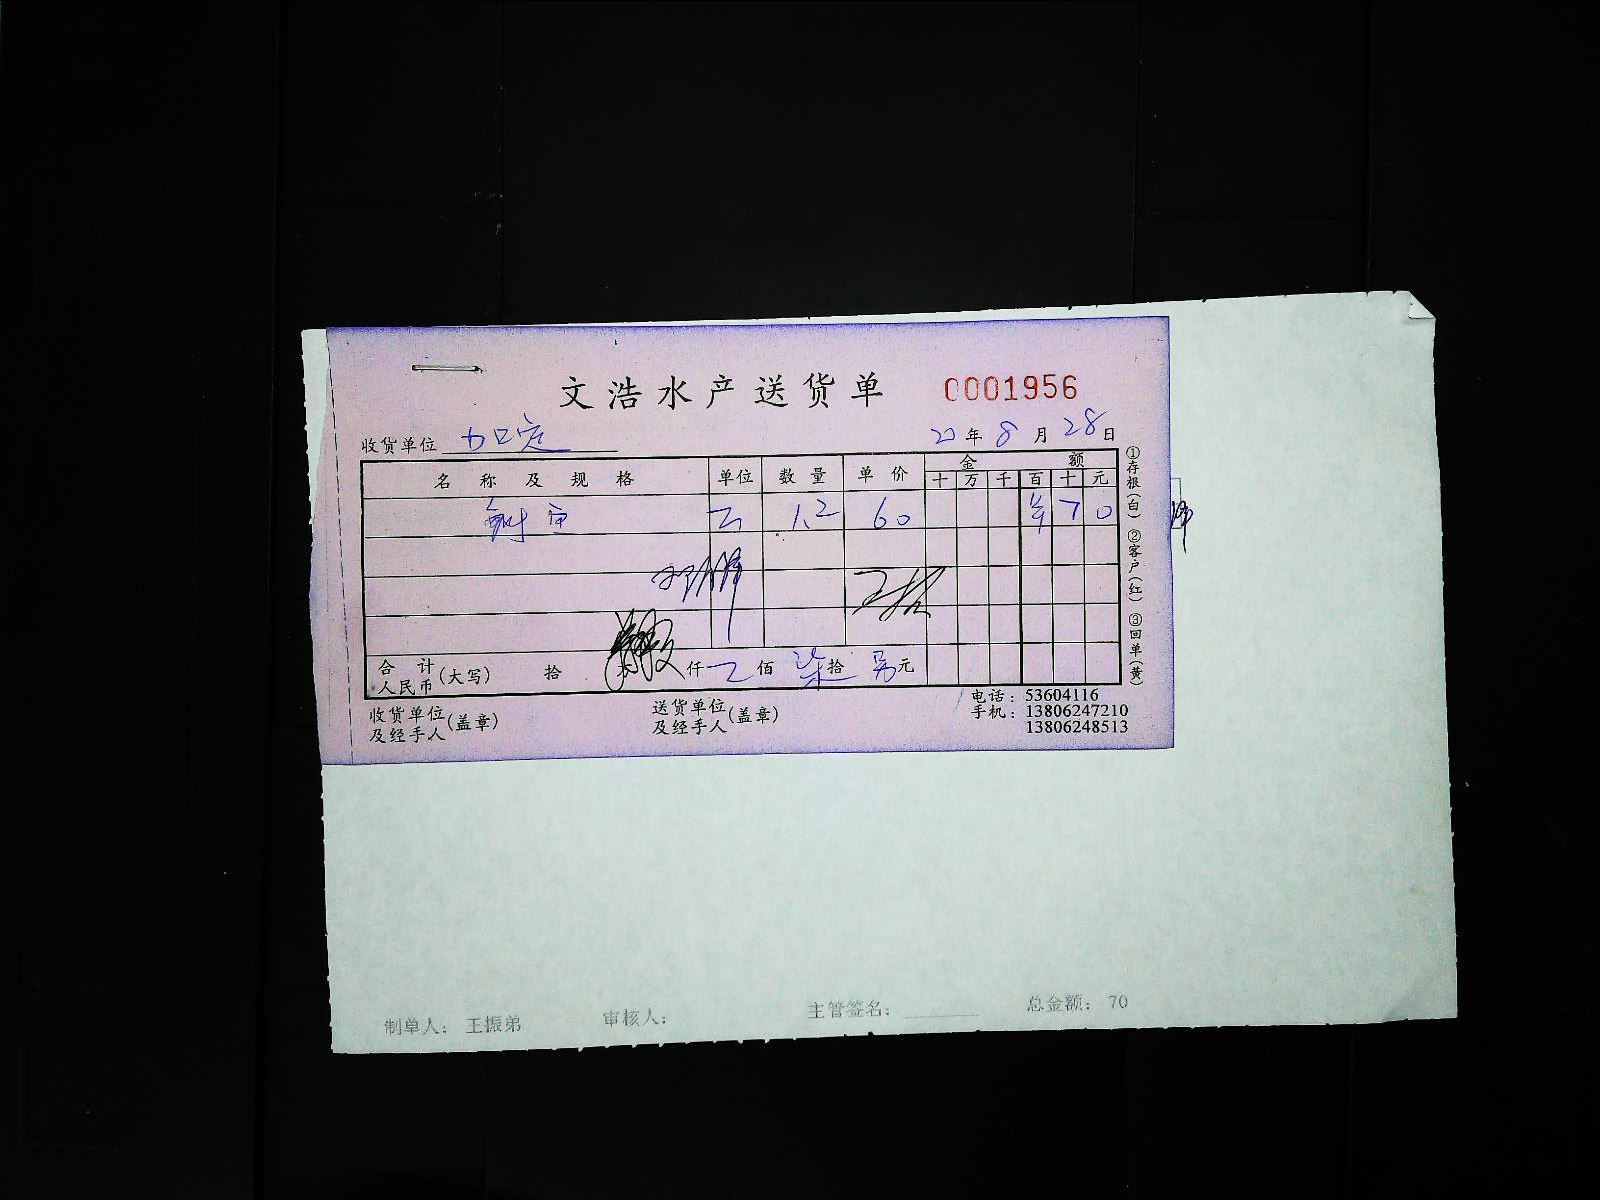 文浩水产送货单 0001956
收货单位 20年8月28日
名称及规格 单位 数量 单价 金额
十 万 千 百 十 元
1.2 60 7 0
合计人民币(大写) 拾 仟 佰 柒拾 元
收货单位及经手人(盖章) 送货单位及经手人(盖章)
电话：53604116
手机：13806247210
13806248513
①存根(白) ②客户(红) ③回单(黄)
制单人： 王振弟 审核人： 主管签名： 总金额： 70